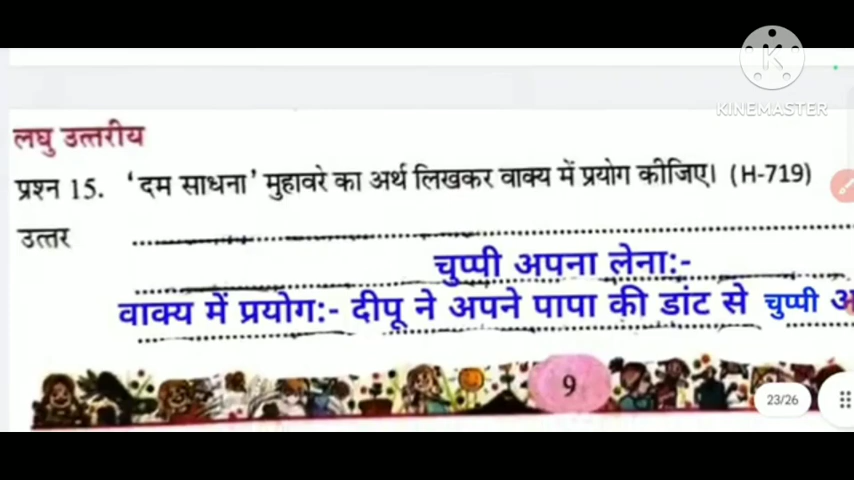 KINEMASTER
लघु उत्तरीय
प्रश्न 15. 'दम साधना' मुहावरे का अर्थ लिखकर वाक्य में प्रयोग कीजिए। (H-719)
उत्तर
चुप्पी अपना लेना:-
वाक्य में प्रयोग:- दीपू ने अपने पापा की डांट से चुप्पी
9
23/26